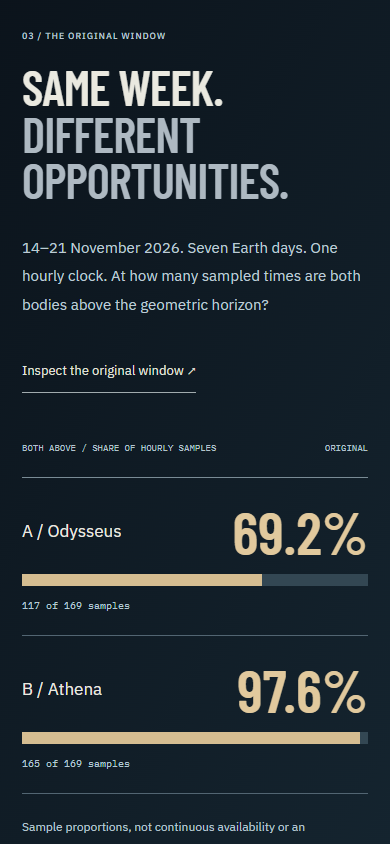 03 / THE ORIGINAL WINDOW
SAME WEEK.
DIFFERENT
OPPORTUNITIES.
14–21 November 2026. Seven Earth days. One
hourly clock. At how many sampled times are both
bodies above the geometric horizon?
Inspect the original window ↗
BOTH ABOVE / SHARE OF HOURLY SAMPLES ORIGINAL
A / Odysseus 69.2%
117 of 169 samples
B / Athena 97.6%
165 of 169 samples
Sample proportions, not continuous availability or an